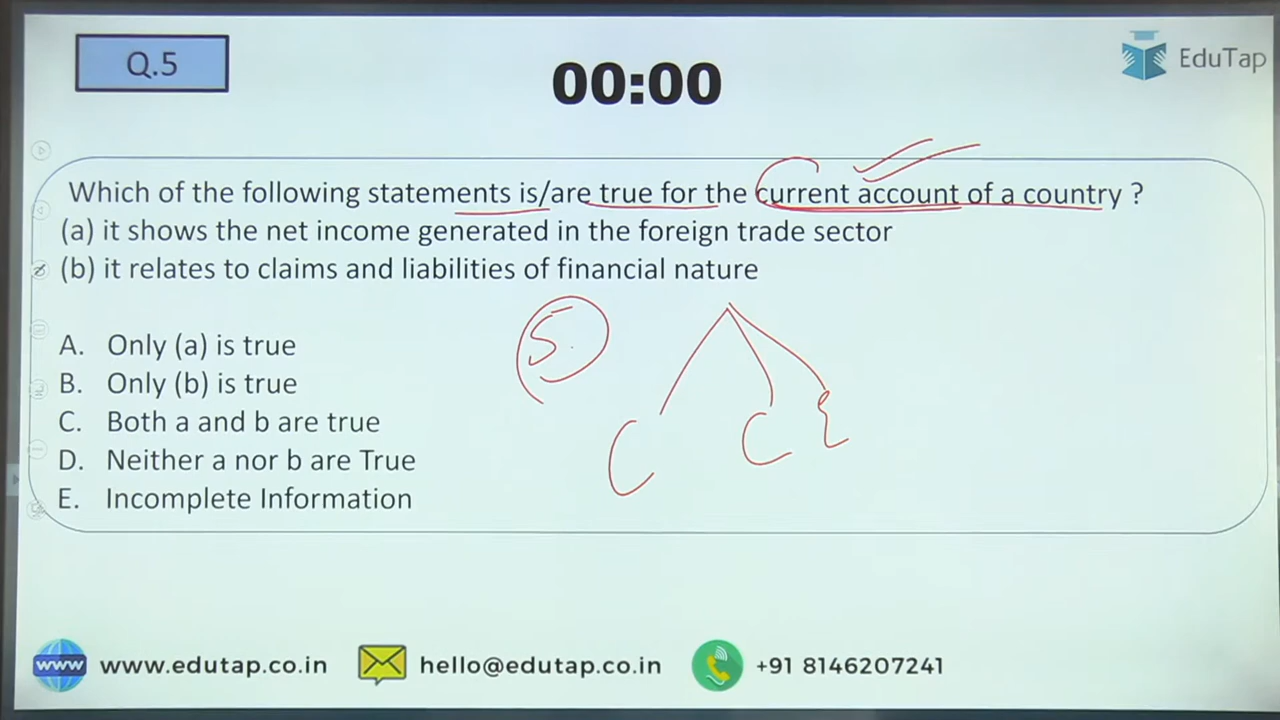 Q.5
00:00
EduTap
Which of the following statements is/are true for the current account of a country ?
(a) it shows the net income generated in the foreign trade sector
(b) it relates to claims and liabilities of financial nature
A. Only (a) is true
B. Only (b) is true
C. Both a and b are true
D. Neither a nor b are True
E. Incomplete Information
5
C C
www www.edutap.co.in hello@edutap.co.in +91 8146207241